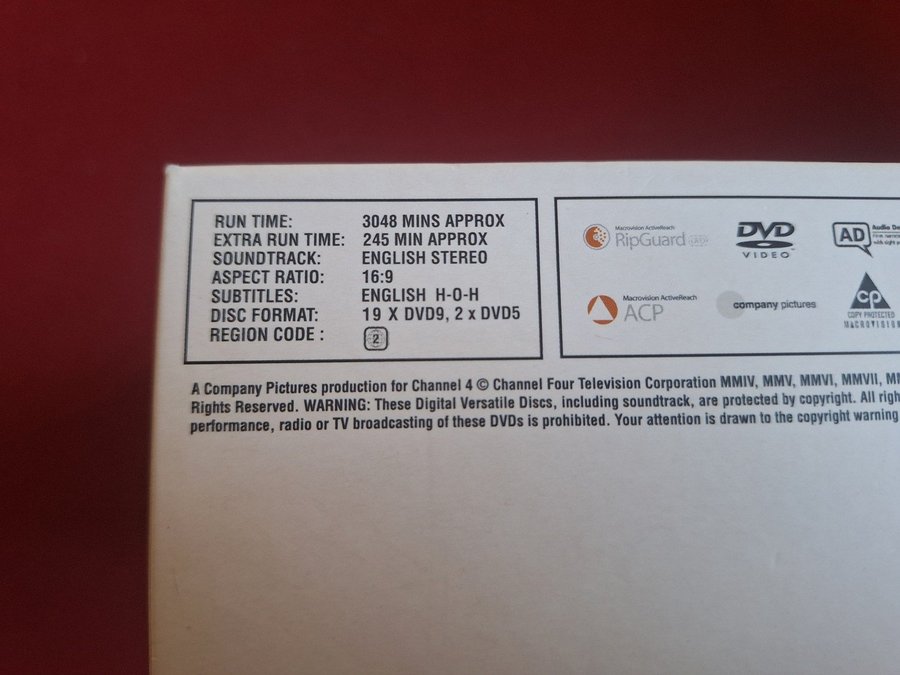 RUN TIME: 3048 MINS APPROX
EXTRA RUN TIME: 245 MIN APPROX
SOUNDTRACK: ENGLISH STEREO
ASPECT RATIO: 16:9
SUBTITLES: ENGLISH H-O-H
DISC FORMAT: 19 X DVD9, 2 x DVD5
REGION CODE : 2
Macrovision ActiveReach
RipGuard
DVD
VIDEO
AD
Audio
Macrovision ActiveReach
ACP
company pictures
cp
COPY PROTECTED
MACROVISION
A Company Pictures production for Channel 4 © Channel Four Television Corporation MMIV, MMV, MMVI, MMVII,
Rights Reserved. WARNING: These Digital Versatile Discs, including soundtrack, are protected by copyright. All
performance, radio or TV broadcasting of these DVDs is prohibited. Your attention is drawn to the copyright warning